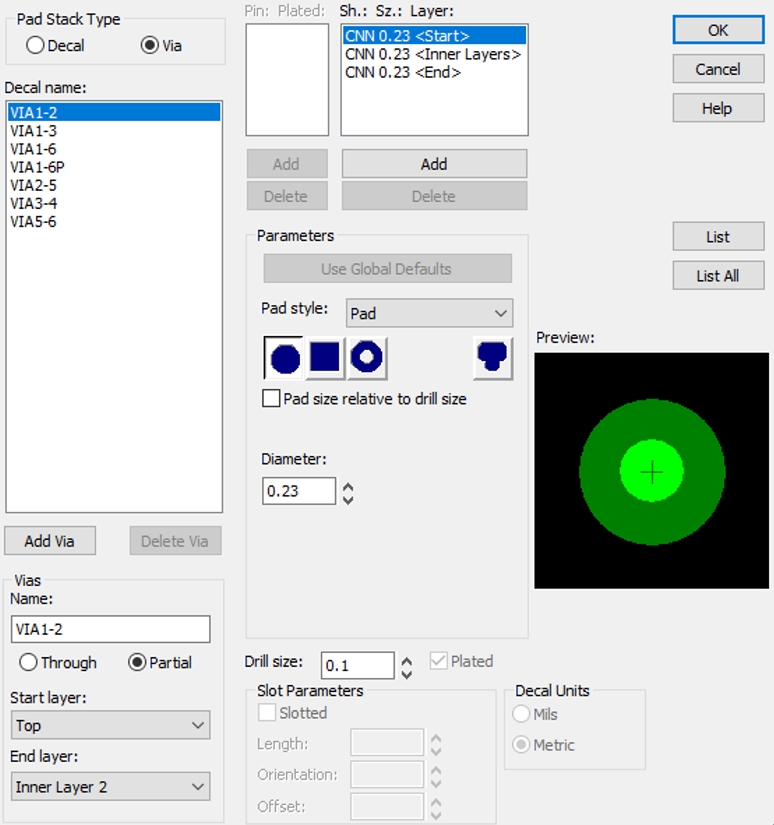 Pad Stack Type
Decal
Via
Decal name:
VIA1-2
VIA1-3
VIA1-6
VIA1-6P
VIA2-5
VIA3-4
VIA5-6
Add Via
Delete Via
Vias
Name:
VIA1-2
Through
Partial
Start layer:
Top
End layer:
Inner Layer 2
Pin: Plated:
Sh.: Sz.: Layer:
CNN 0.23 <Start>
CNN 0.23 <Inner Layers>
CNN 0.23 <End>
Add
Add
Delete
Delete
Parameters
Use Global Defaults
Pad style:
Pad
Pad size relative to drill size
Diameter:
0.23
Drill size:
0.1
Plated
Slot Parameters
Slotted
Length:
Orientation:
Offset:
Decal Units
Mils
Metric
OK
Cancel
Help
List
List All
Preview: